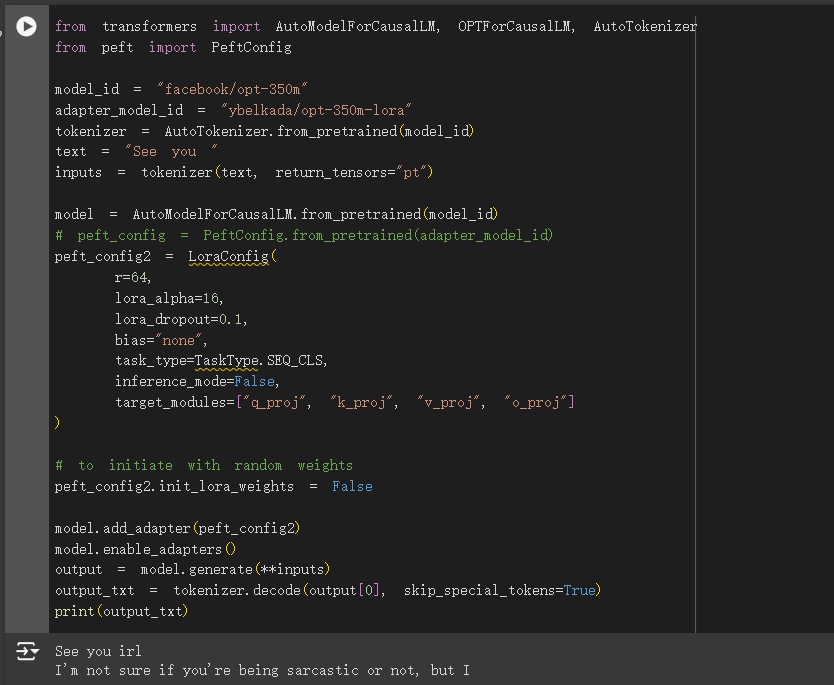 from transformers import AutoModelForCausalLM, OPTForCausalLM, AutoTokenizer
from peft import PeftConfig

model_id = "facebook/opt-350m"
adapter_model_id = "ybelkada/opt-350m-lora"
tokenizer = AutoTokenizer.from_pretrained(model_id)
text = "See you "
inputs = tokenizer(text, return_tensors="pt")

model = AutoModelForCausalLM.from_pretrained(model_id)
# peft_config = PeftConfig.from_pretrained(adapter_model_id)
peft_config2 = LoraConfig(
        r=64,
        lora_alpha=16,
        lora_dropout=0.1,
        bias="none",
        task_type=TaskType.SEQ_CLS,
        inference_mode=False,
        target_modules=["q_proj", "k_proj", "v_proj", "o_proj"]
)

# to initiate with random weights
peft_config2.init_lora_weights = False

model.add_adapter(peft_config2)
model.enable_adapters()
output = model.generate(**inputs)
output_txt = tokenizer.decode(output[0], skip_special_tokens=True)
print(output_txt)
See you irl
I'm not sure if you're being sarcastic or not, but I